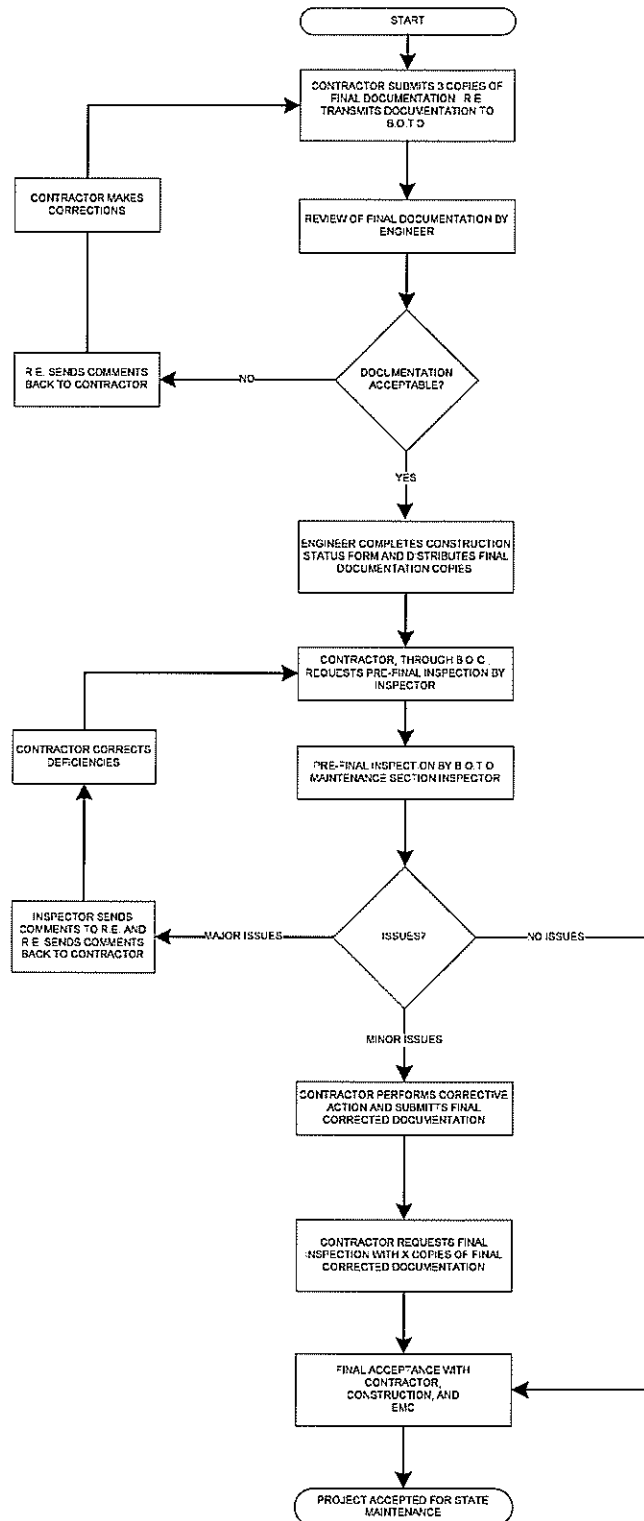 START
CONTRACTOR SUBMITS 3 COPIES OF
FINAL DOCUMENTATION R.E.
TRANSMITS DOCUMENTATION TO
B.O.T.O
CONTRACTOR MAKES
CORRECTIONS
REVIEW OF FINAL DOCUMENTATION BY
ENGINEER
R.E. SENDS COMMENTS
BACK TO CONTRACTOR
NO
DOCUMENTATION
ACCEPTABLE?
YES
ENGINEER COMPLETES CONSTRUCTION
STATUS FORM AND DISTRIBUTES FINAL
DOCUMENTATION COPIES
CONTRACTOR, THROUGH B.O.C.,
REQUESTS PRE-FINAL INSPECTION BY
INSPECTOR
CONTRACTOR CORRECTS
DEFICIENCIES
PRE-FINAL INSPECTION BY B.O.T.O
MAINTENANCE SECTION INSPECTOR
INSPECTOR SENDS
COMMENTS TO R.E. AND
R.E. SENDS COMMENTS
BACK TO CONTRACTOR
MAJOR ISSUES
ISSUES?
NO ISSUES
MINOR ISSUES
CONTRACTOR PERFORMS CORRECTIVE
ACTION AND SUBMITTS FINAL
CORRECTED DOCUMENTATION
CONTRACTOR REQUESTS FINAL
INSPECTION WITH X COPIES OF FINAL
CORRECTED DOCUMENTATION
FINAL ACCEPTANCE WITH
CONTRACTOR,
CONSTRUCTION, AND
EMC
PROJECT ACCEPTED FOR STATE
MAINTENANCE